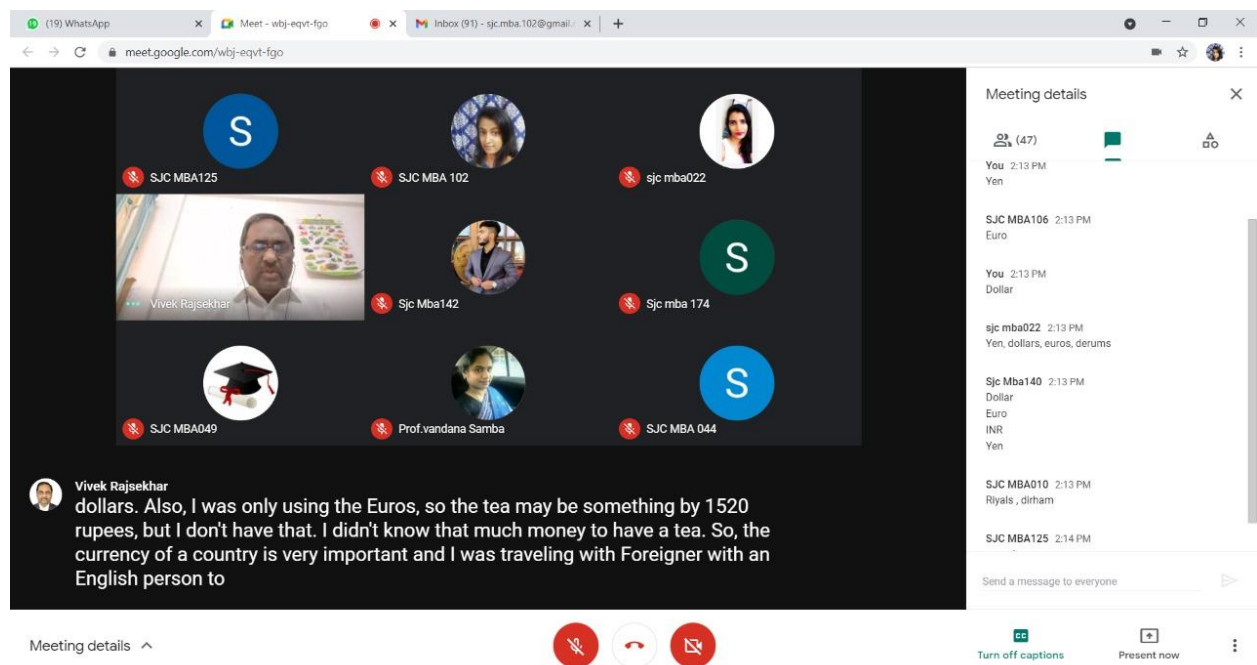 (19) WhatsApp
Meet - wbj-eqvt-fgo
Inbox (91) - sjc.mba.102@gmail.c
meet.google.com/wbj-eqvt-fgo
S
SJC MBA125
SJC MBA 102
sjc mba022
Vivek Rajsekhar
Sjc Mba142
S
Sjc mba 174
SJC MBA049
Prof.vandana Samba
S
SJC MBA 044
Vivek Rajsekhar
dollars. Also, I was only using the Euros, so the tea may be something by 1520
rupees, but I don't have that. I didn't know that much money to have a tea. So, the
currency of a country is very important and I was traveling with Foreigner with an
English person to
Meeting details
(47)
You 2:13 PM
Yen
SJC MBA106 2:13 PM
Euro
You 2:13 PM
Dollar
sjc mba022 2:13 PM
Yen, dollars, euros, derums
Sjc Mba140 2:13 PM
Dollar
Euro
INR
Yen
SJC MBA010 2:13 PM
Riyals , dirham
SJC MBA125 2:14 PM
Send a message to everyone
Meeting details
CC
Turn off captions
Present now